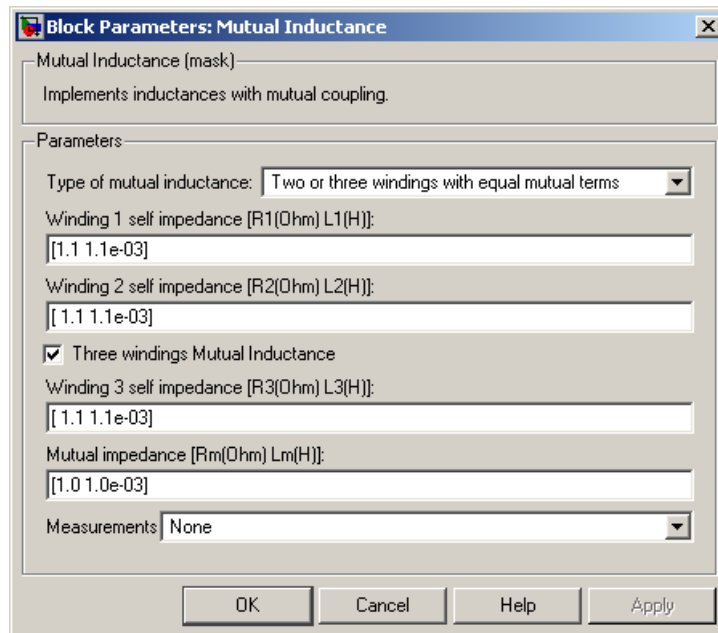 Block Parameters: Mutual Inductance
Mutual Inductance (mask)
Implements inductances with mutual coupling.
Parameters
Type of mutual inductance: Two or three windings with equal mutual terms
Winding 1 self impedance [R1(Ohm) L1(H)]:
[1.1 1.1e-03]
Winding 2 self impedance [R2(Ohm) L2(H)]:
[ 1.1 1.1e-03]
Three windings Mutual Inductance
Winding 3 self impedance [R3(Ohm) L3(H)]:
[ 1.1 1.1e-03]
Mutual impedance [Rm(Ohm) Lm(H)]:
[1.0 1.0e-03]
Measurements None
OK Cancel Help Apply